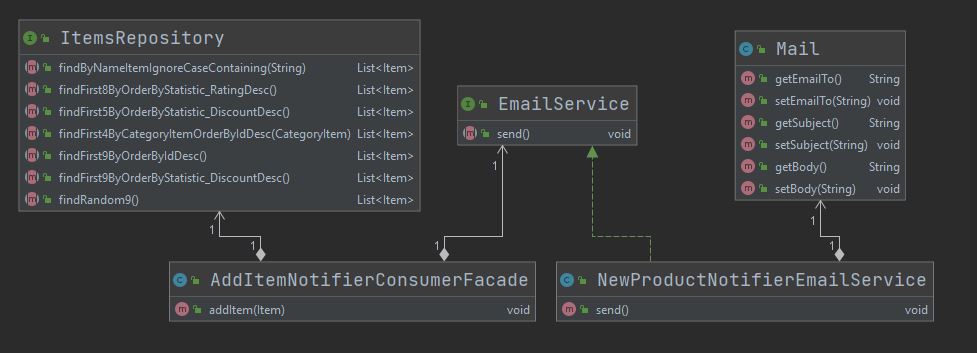 ItemsRepository
findByNameItemIgnoreCaseContaining(String) List<Item>
findFirst8ByOrderByStatistic_RatingDesc() List<Item>
findFirst5ByOrderByStatistic_DiscountDesc() List<Item>
findFirst4ByCategoryItemOrderByIdDesc(CategoryItem) List<Item>
findFirst9ByOrderByIdDesc() List<Item>
findFirst9ByOrderByStatistic_DiscountDesc() List<Item>
findRandom9() List<Item>
EmailService
send() void
Mail
getEmailTo() String
setEmailTo(String) void
getSubject() String
setSubject(String) void
getBody() String
setBody(String) void
1
1
1
1
1
1
AddItemNotifierConsumerFacade
addItem(Item) void
NewProductNotifierEmailService
send() void